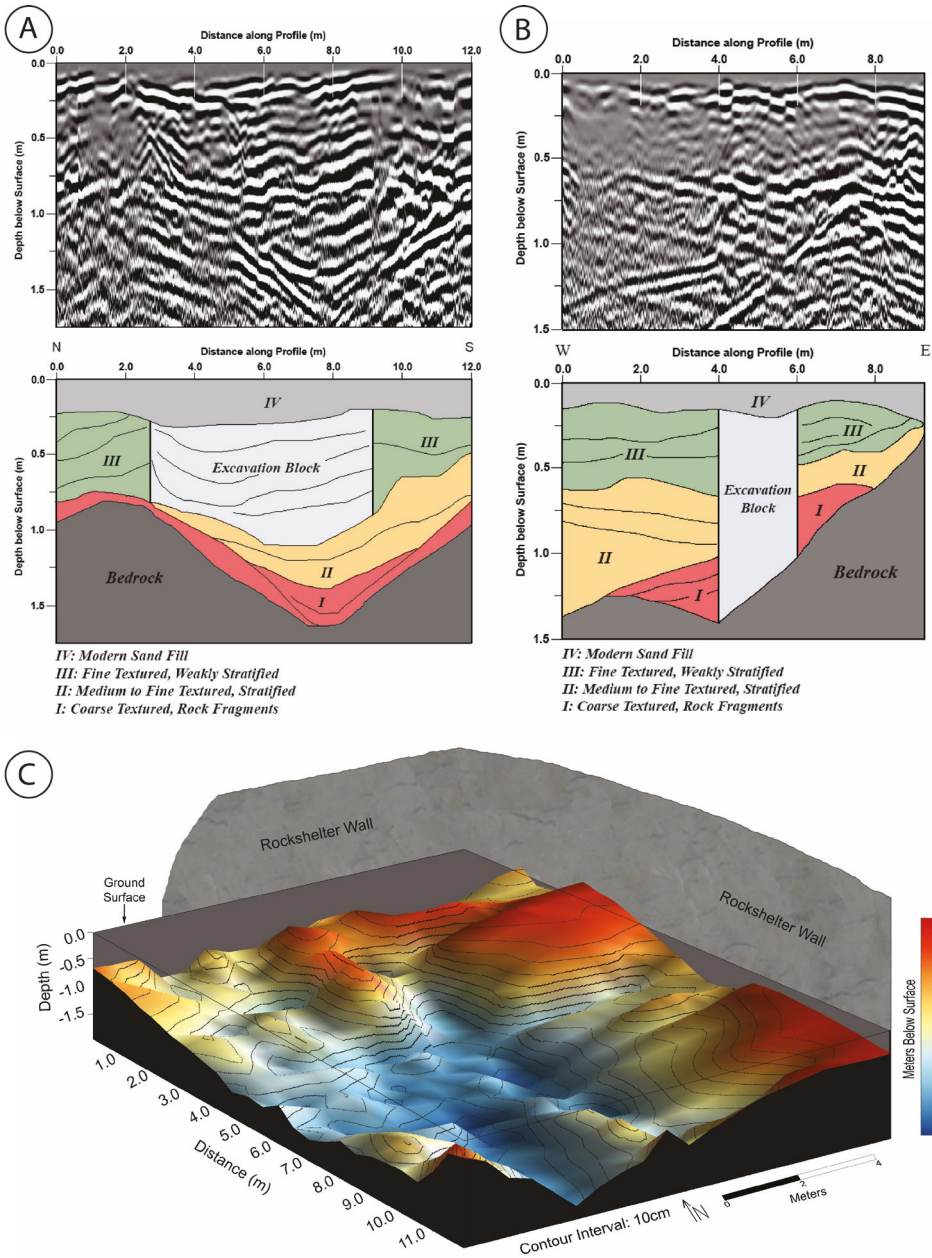 A
Distance along Profile (m)
0.0 2.0 4.0 6.0 8.0 10.0 12.0
Depth below Surface (m)
0.0
0.5
1.0
1.5
N
S
Distance along Profile (m)
0.0 2.0 4.0 6.0 8.0 10.0 12.0
Depth below Surface (m)
0.0
0.5
1.0
1.5
IV
III
Excavation Block
III
II
I
Bedrock
IV: Modern Sand Fill
III: Fine Textured, Weakly Stratified
II: Medium to Fine Textured, Stratified
I: Coarse Textured, Rock Fragments
B
Distance along Profile (m)
0.0 2.0 4.0 6.0 8.0
Depth below Surface (m)
0.0
0.5
1.0
1.5
W
E
Distance along Profile (m)
0.0 2.0 4.0 6.0 8.0
Depth below Surface (m)
0.0
0.5
1.0
1.5
IV
III
III
II
Excavation
Block
I
II
I
Bedrock
IV: Modern Sand Fill
III: Fine Textured, Weakly Stratified
II: Medium to Fine Textured, Stratified
I: Coarse Textured, Rock Fragments
C
Rockshelter Wall
Rockshelter Wall
Ground
Surface
Depth (m)
0.0
-0.5
-1.0
-1.5
1.0
2.0
3.0
4.0
5.0
6.0
7.0
8.0
9.0
10.0
11.0
Distance (m)
Meters Below Surface
Contour Interval: 10cm
N
0 2 4
Meters